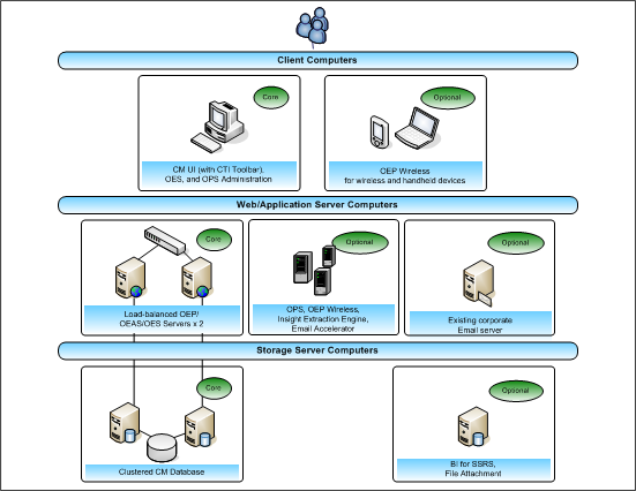 Client Computers
Core
Optional
CM UI (with CTI Toolbar),
OES, and OPS Administration
OEP Wireless
for wireless and handheld devices
Web/Application Server Computers
Core
Optional
Optional
Load-balanced OEP/
OEAS/OES Servers x 2
OPS, OEP Wireless,
Insight Extraction Engine,
Email Accelerator
Existing corporate
Email server
Storage Server Computers
Core
Optional
Clustered CM Database
BI for SSRS,
File Attachment